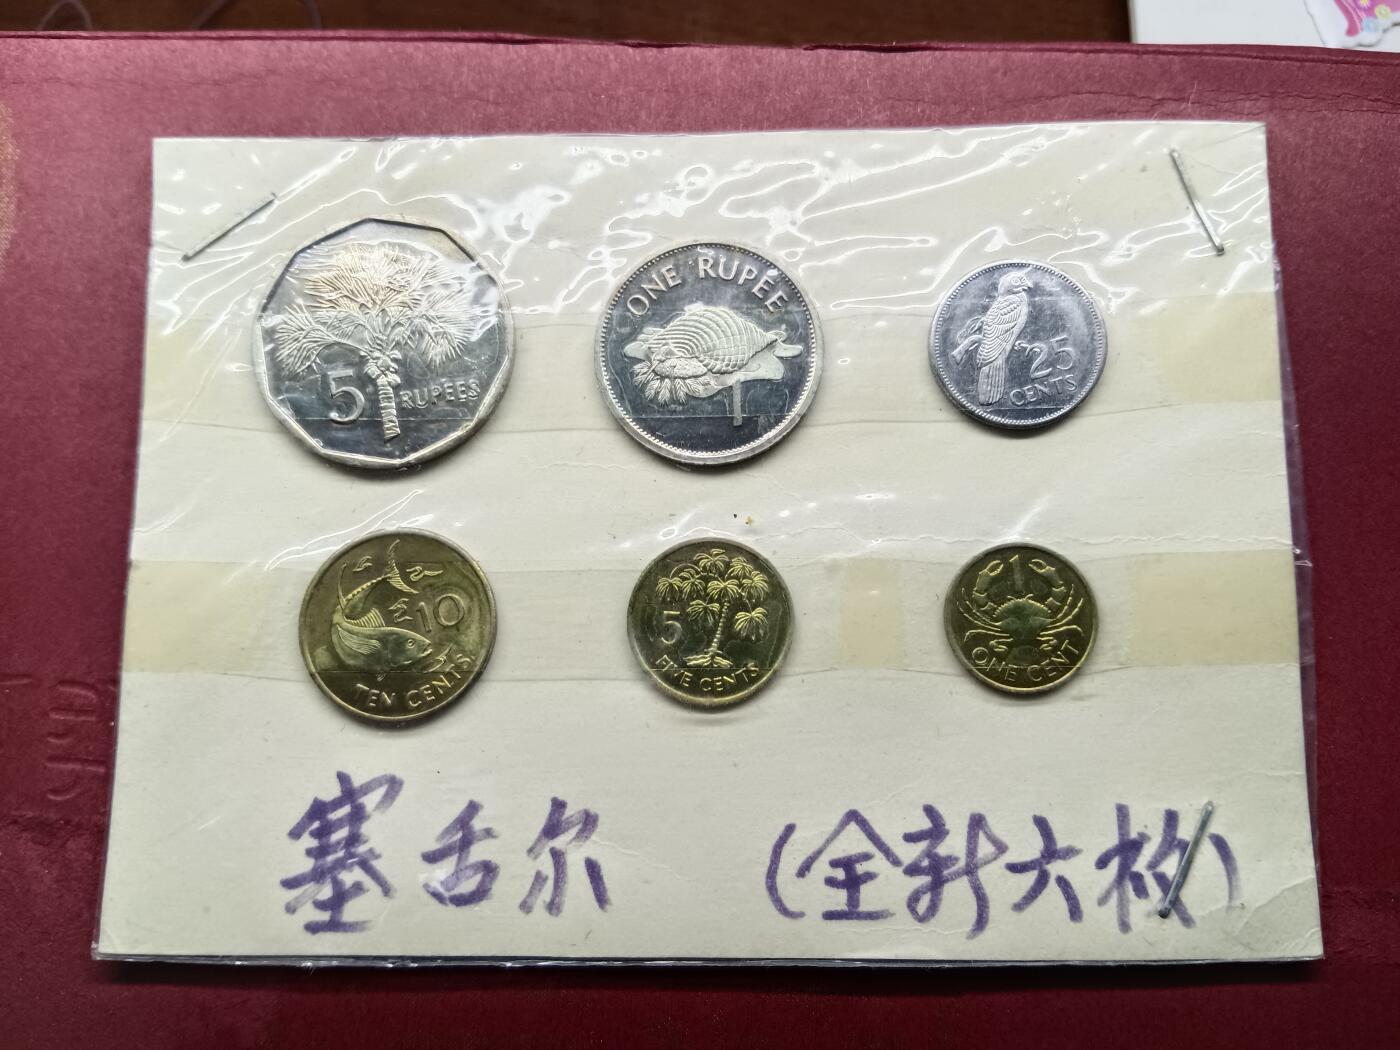 5 RUPEES
ONE RUPEE
25 CENTS
10
TEN CENTS
5
FIVE CENTS
1
ONE CENT
塞舌尔 (全新六枚)